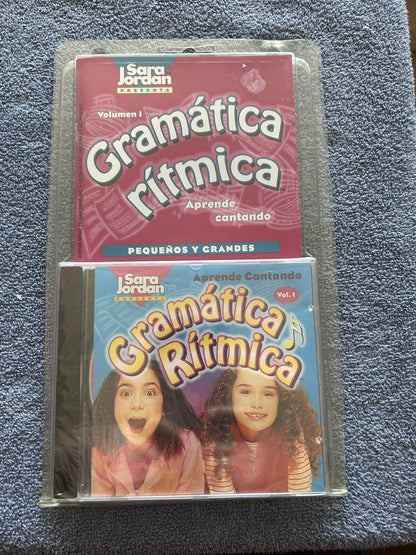 Sara
Jordan
PRESENTA
Volumen I
Gramática
rítmica
Aprende
cantando
PEQUEÑOS Y GRANDES
Sara
Jordan
PRESENTA
Aprende Cantando
Vol. I
Gramática
Rítmica